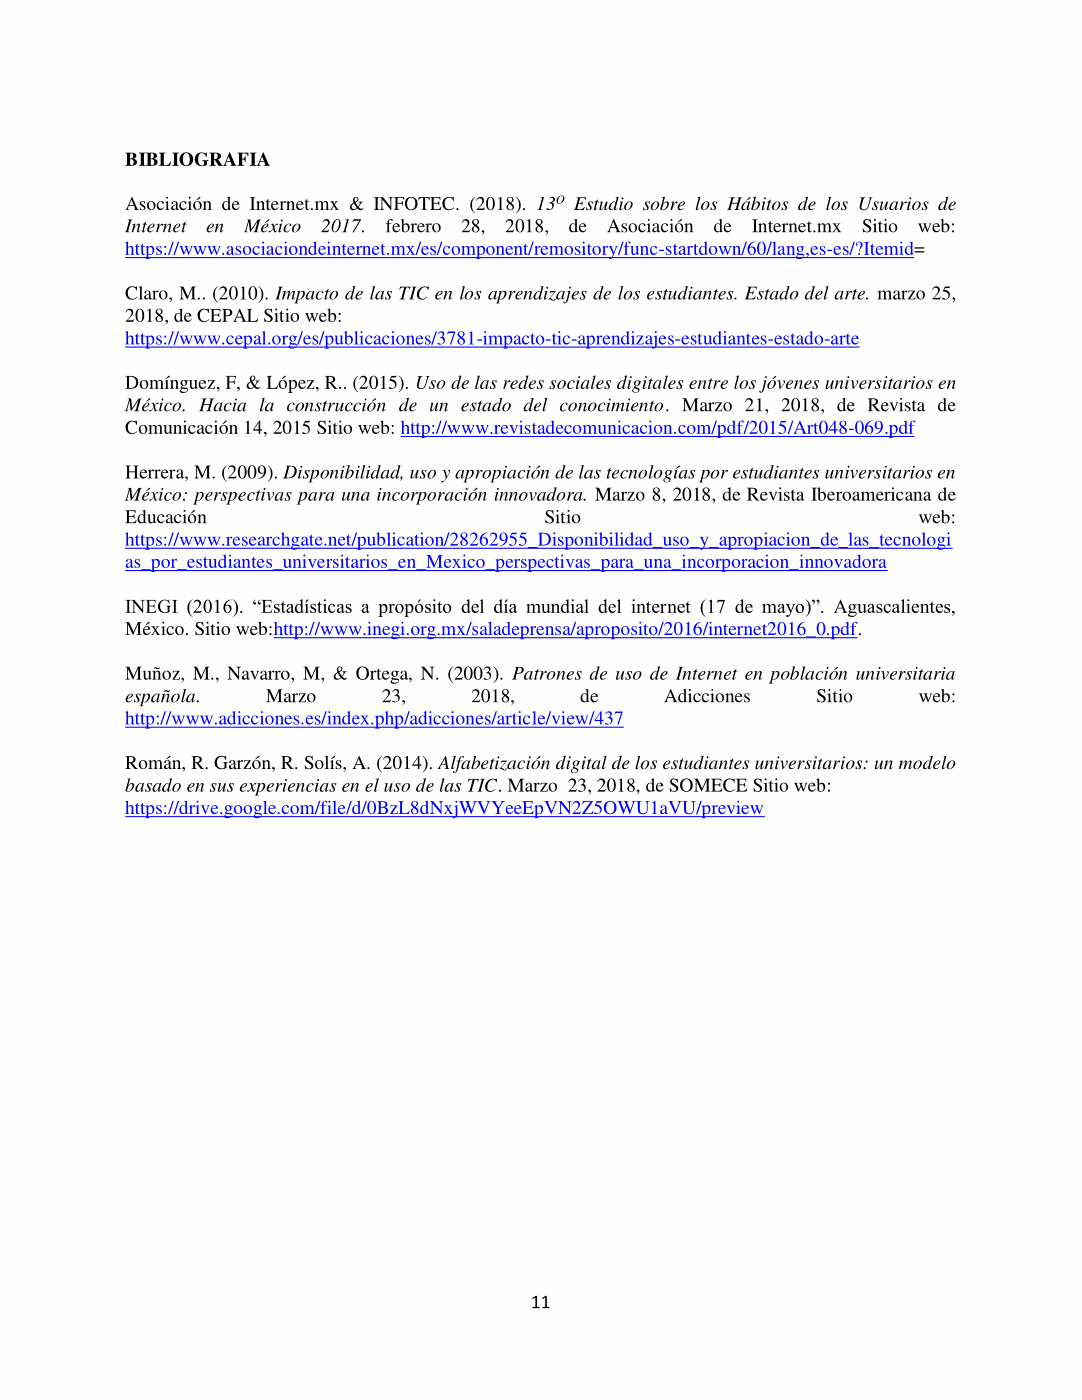 BIBLIOGRAFIA
Asociación de Internet.mx & INFOTEC. (2018). 13O Estudio sobre los Hábitos de los Usuarios de
Internet en México 2017. febrero 28, 2018, de Asociación de Internet.mx Sitio web:
https://www.asociaciondeinternet.mx/es/component/remository/func-startdown/60/lang,es-es/?Itemid=
Claro, M.. (2010). Impacto de las TIC en los aprendizajes de los estudiantes. Estado del arte. marzo 25,
2018, de CEPAL Sitio web:
https://www.cepal.org/es/publicaciones/3781-impacto-tic-aprendizajes-estudiantes-estado-arte
Domínguez, F, & López, R.. (2015). Uso de las redes sociales digitales entre los jóvenes universitarios en
México. Hacia la construcción de un estado del conocimiento. Marzo 21, 2018, de Revista de
Comunicación 14, 2015 Sitio web: http://www.revistadecomunicacion.com/pdf/2015/Art048-069.pdf
Herrera, M. (2009). Disponibilidad, uso y apropiación de las tecnologías por estudiantes universitarios en
México: perspectivas para una incorporación innovadora. Marzo 8, 2018, de Revista Iberoamericana de
Educación Sitio web:
https://www.researchgate.net/publication/28262955_Disponibilidad_uso_y_apropiacion_de_las_tecnologi
as_por_estudiantes_universitarios_en_Mexico_perspectivas_para_una_incorporacion_innovadora
INEGI (2016). “Estadísticas a propósito del día mundial del internet (17 de mayo)”. Aguascalientes,
México. Sitio web:http://www.inegi.org.mx/saladeprensa/aproposito/2016/internet2016_0.pdf.
Muñoz, M., Navarro, M, & Ortega, N. (2003). Patrones de uso de Internet en población universitaria
española. Marzo 23, 2018, de Adicciones Sitio web:
http://www.adicciones.es/index.php/adicciones/article/view/437
Román, R. Garzón, R. Solís, A. (2014). Alfabetización digital de los estudiantes universitarios: un modelo
basado en sus experiencias en el uso de las TIC. Marzo 23, 2018, de SOMECE Sitio web:
https://drive.google.com/file/d/0BzL8dNxjWVYeeEpVN2Z5OWU1aVU/preview
11